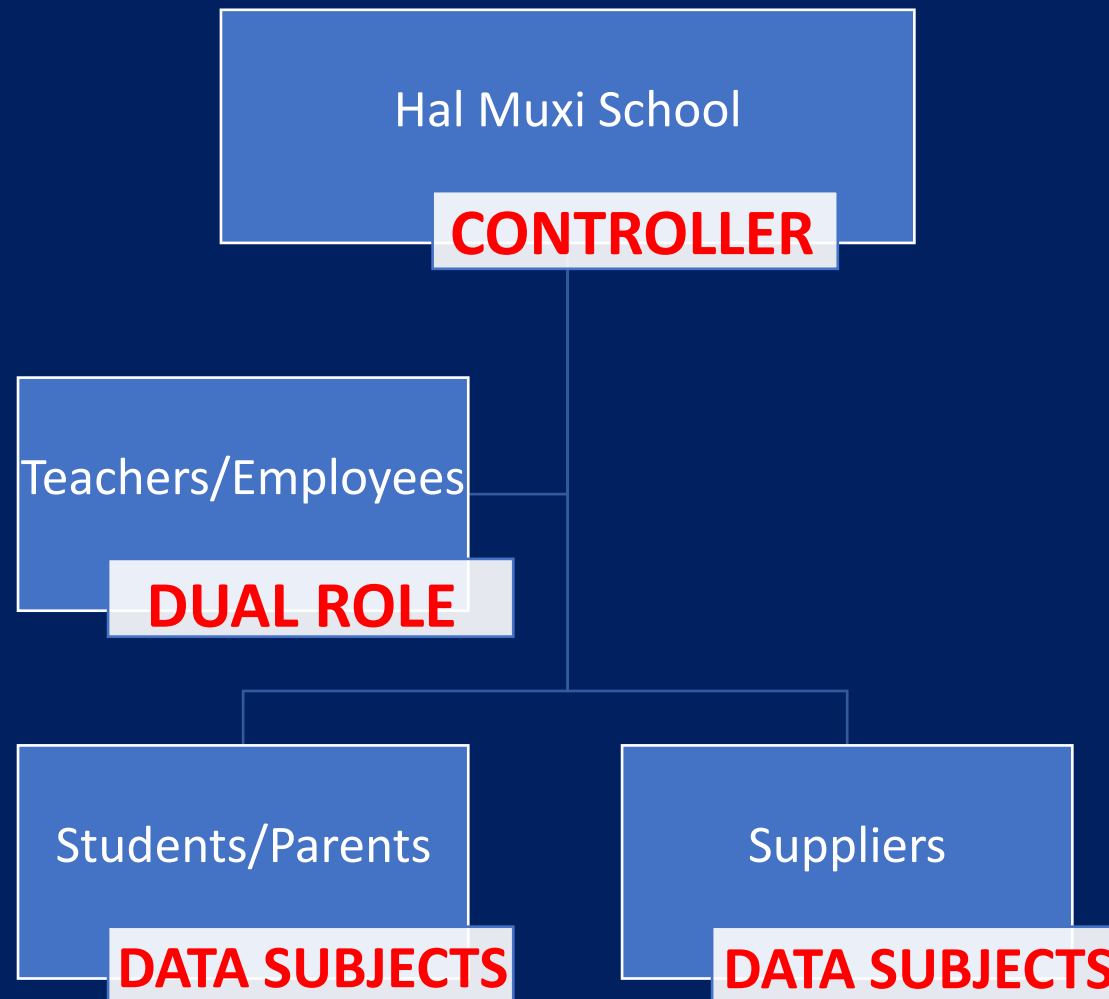 Hal Muxi School
CONTROLLER
Teachers/Employees
DUAL ROLE
Students/Parents
DATA SUBJECTS
Suppliers
DATA SUBJECTS